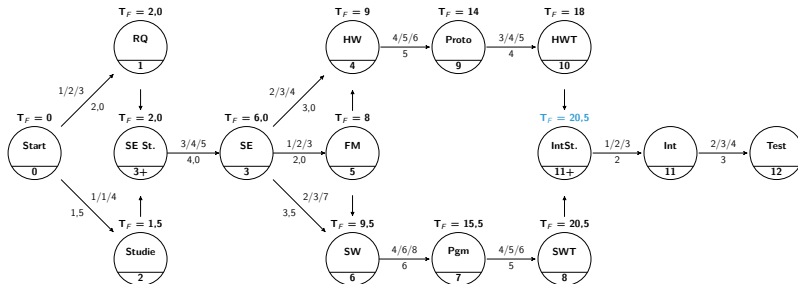 T_F = 2,0
RQ
1
T_F = 9
HW
4
4/5/6
5
T_F = 14
Proto
9
3/4/5
4
T_F = 18
HWT
10
1/2/3
2,0
2/3/4
3,0
T_F = 0
Start
0
T_F = 2,0
SE St.
3+
3/4/5
4,0
T_F = 6,0
SE
3
1/2/3
2,0
T_F = 8
FM
5
T_F = 20,5
IntSt.
11+
1/2/3
2
Int
11
2/3/4
3
Test
12
1/1/4
1,5
2/3/7
3,5
T_F = 1,5
Studie
2
T_F = 9,5
SW
6
4/6/8
6
T_F = 15,5
Pgm
7
4/5/6
5
T_F = 20,5
SWT
8